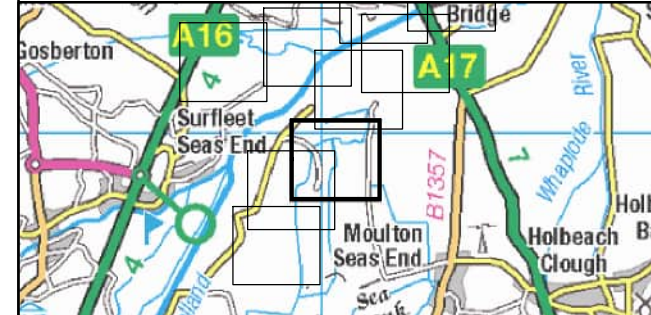 Bridge
Gosberton
A16
A17
4
River
Surfleet
Seas End
7
Whaplode
B1357
Moulton
Seas End
Holbeach
Clough
4
Sea